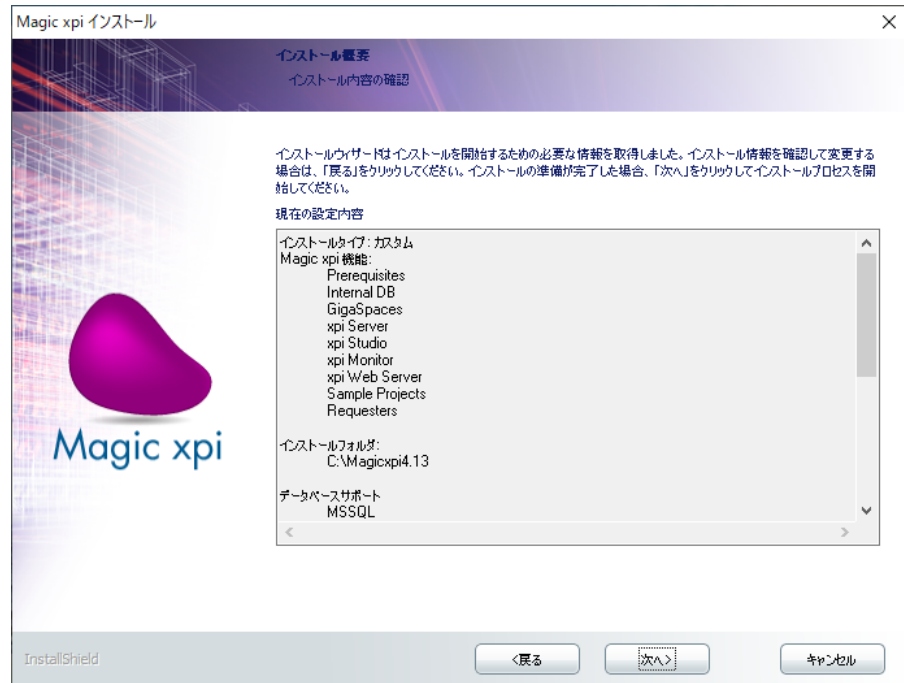 Magic xpi インストール
インストール概要
インストール内容の確認
インストールウィザードはインストールを開始するための必要な情報を取得しました。インストール情報を確認して変更する
場合は、「戻る」をクリックしてください。インストールの準備が完了した場合、「次へ」をクリックしてインストールプロセスを開
始してください。
現在の設定内容
インストールタイプ: カスタム
Magic xpi 機能:
Prerequisites
Internal DB
GigaSpaces
xpi Server
xpi Studio
xpi Monitor
xpi Web Server
Sample Projects
Requesters
インストールフォルダ:
C:\Magicxpi4.13
データベースサポート
MSSQL
Magic xpi
InstallShield
<戻る
次へ>
キャンセル